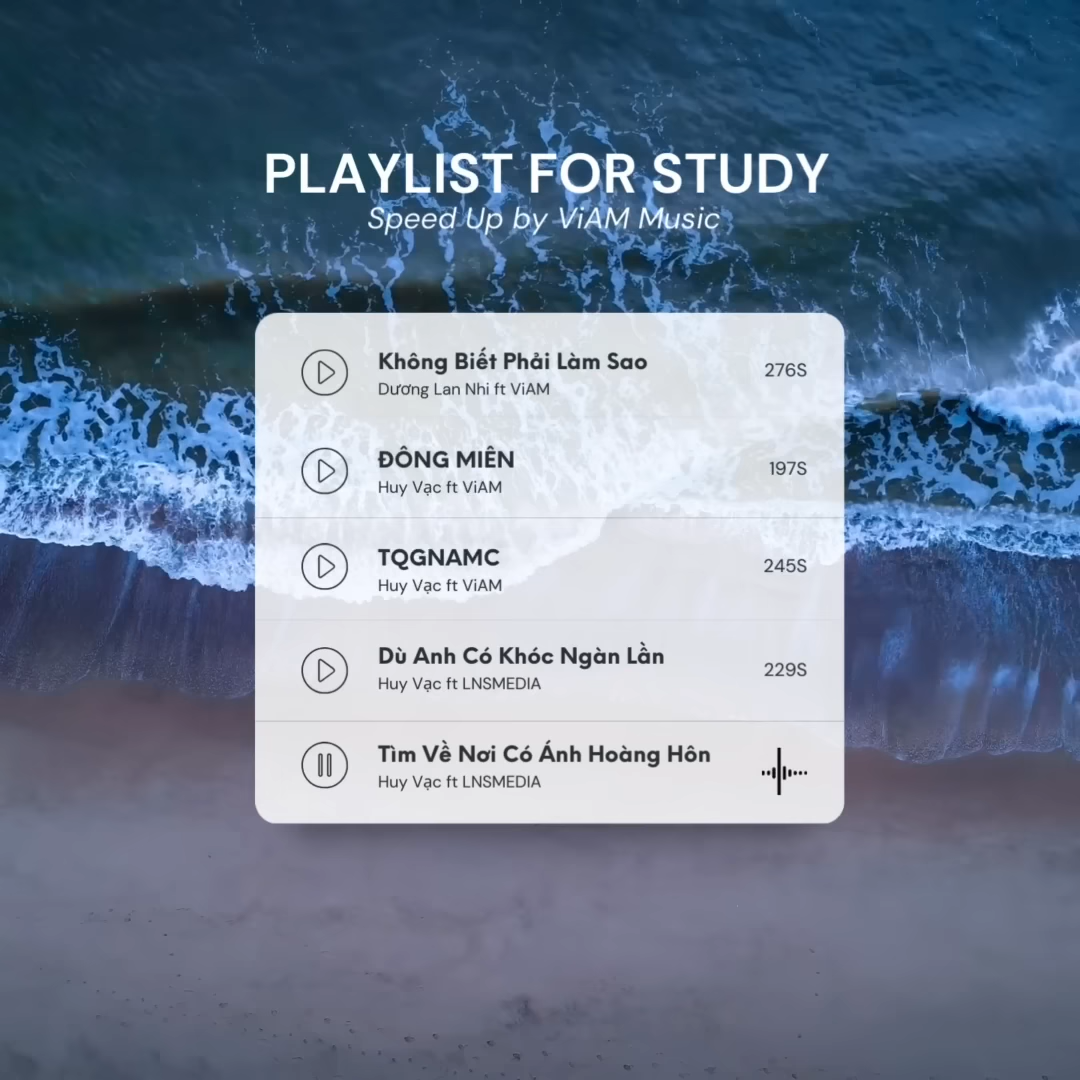 PLAYLIST FOR STUDY
Speed Up by ViAM Music
Không Biết Phải Làm Sao
276S
Dương Lan Nhi ft ViAM
ĐÔNG MIÊN
197S
Huy Vạc ft ViAM
TQGNAMC
245S
Huy Vạc ft ViAM
Dù Anh Có Khóc Ngàn Lần
229S
Huy Vạc ft LNSMEDIA
Tìm Về Nơi Có Ánh Hoàng Hôn
Huy Vạc ft LNSMEDIA